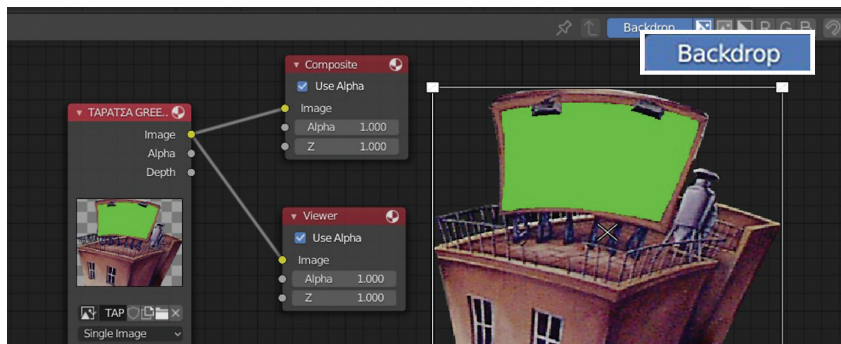 Backdrop
R G B
Backdrop
Composite
Use Alpha
Image
Alpha 1.000
Z 1.000
TAPATΣA GREE..
Image
Alpha
Depth
Viewer
Use Alpha
Image
Alpha 1.000
Z 1.000
TAP
Single Image